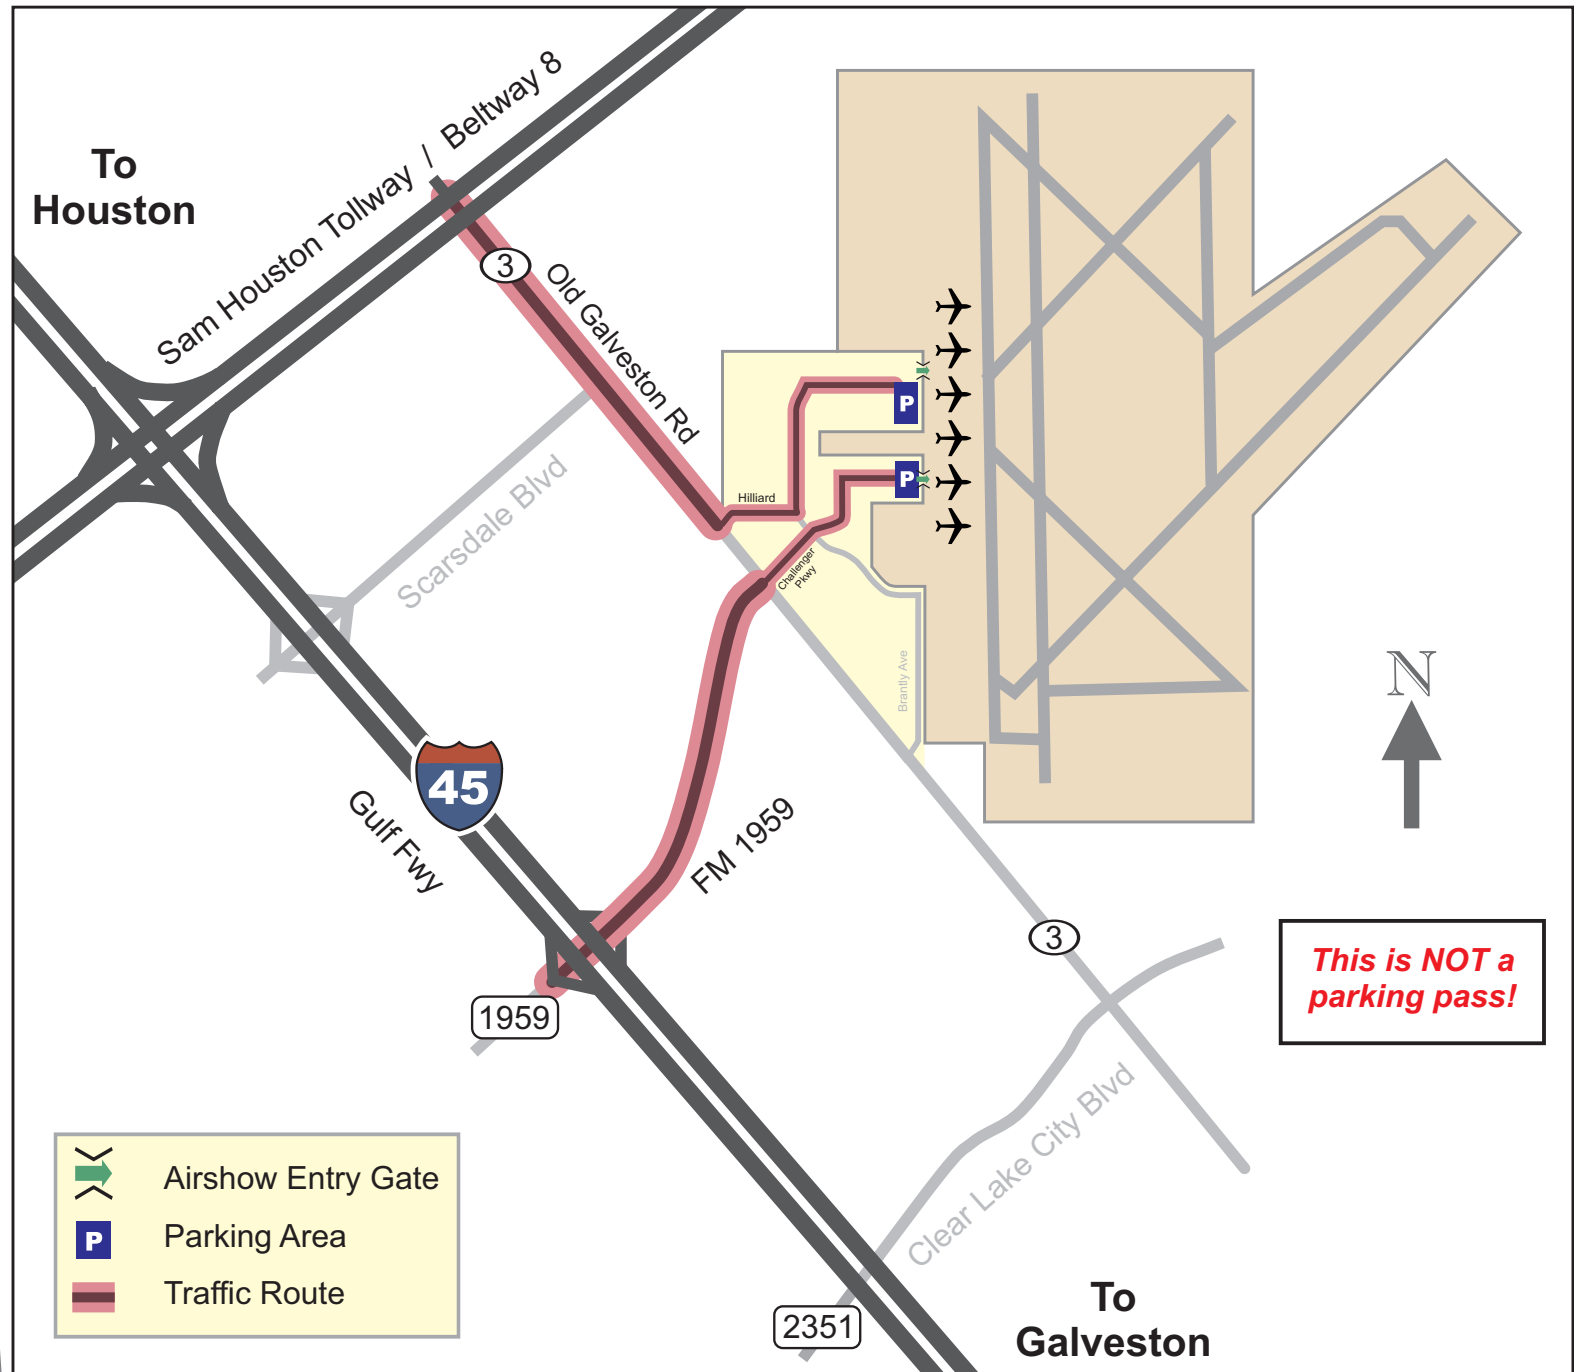 To
Houston
Sam Houston Tollway / Beltway 8
3
Old Galveston Rd
Scarsdale Blvd
Hilliard
P
P
Challenger
Pkwy
Brantly Ave
N
45
Gulf Fwy
FM 1959
3
1959
This is NOT a
parking pass!
Clear Lake City Blvd
2351
To
Galveston
Airshow Entry Gate
P
Parking Area
Traffic Route